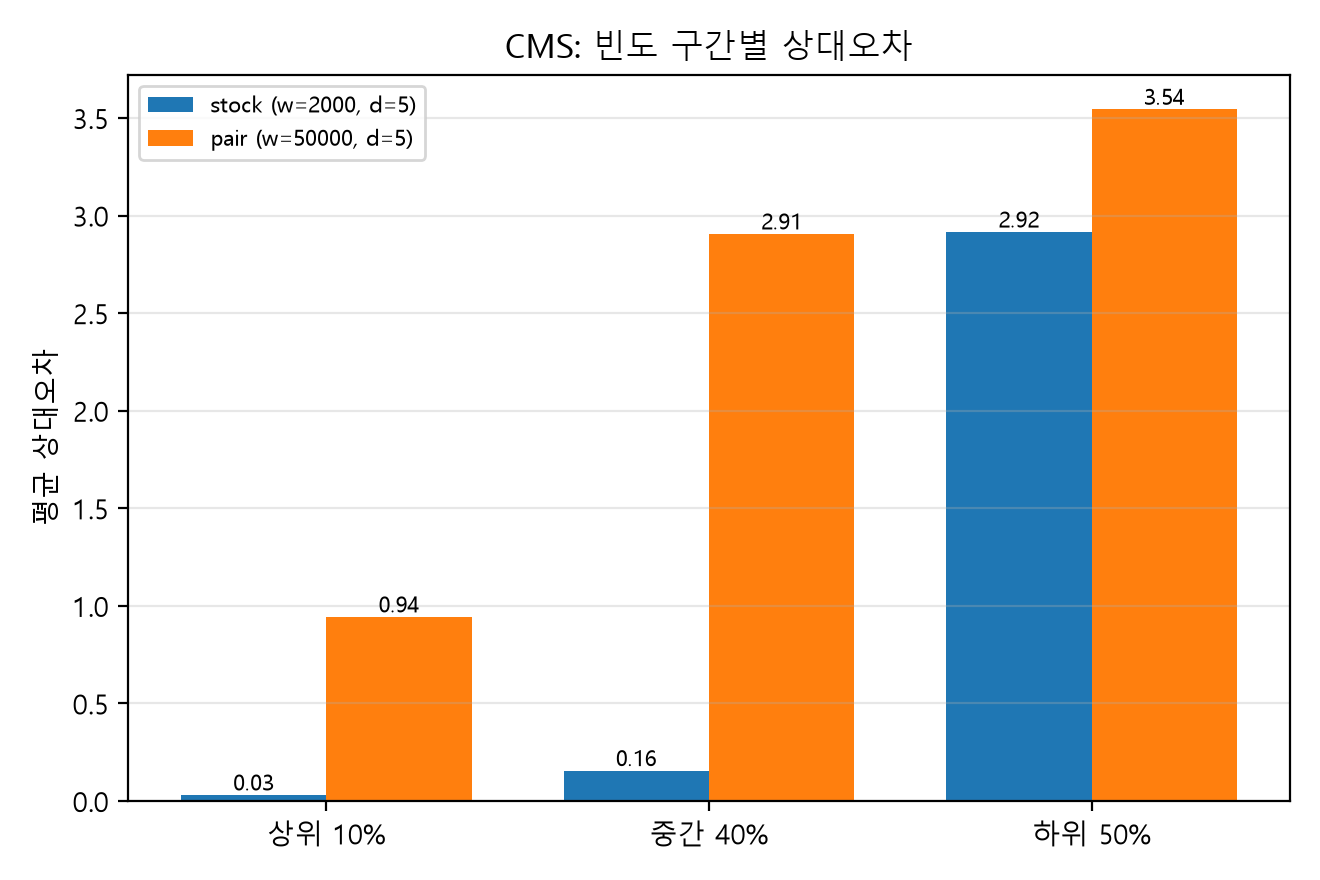 CMS: 빈도 구간별 상대오차
stock (w=2000, d=5)
pair (w=50000, d=5)
평균 상대오차
3.5
3.0
2.5
2.0
1.5
1.0
0.5
0.0
0.03
0.94
0.16
2.91
2.92
3.54
상위 10%
중간 40%
하위 50%